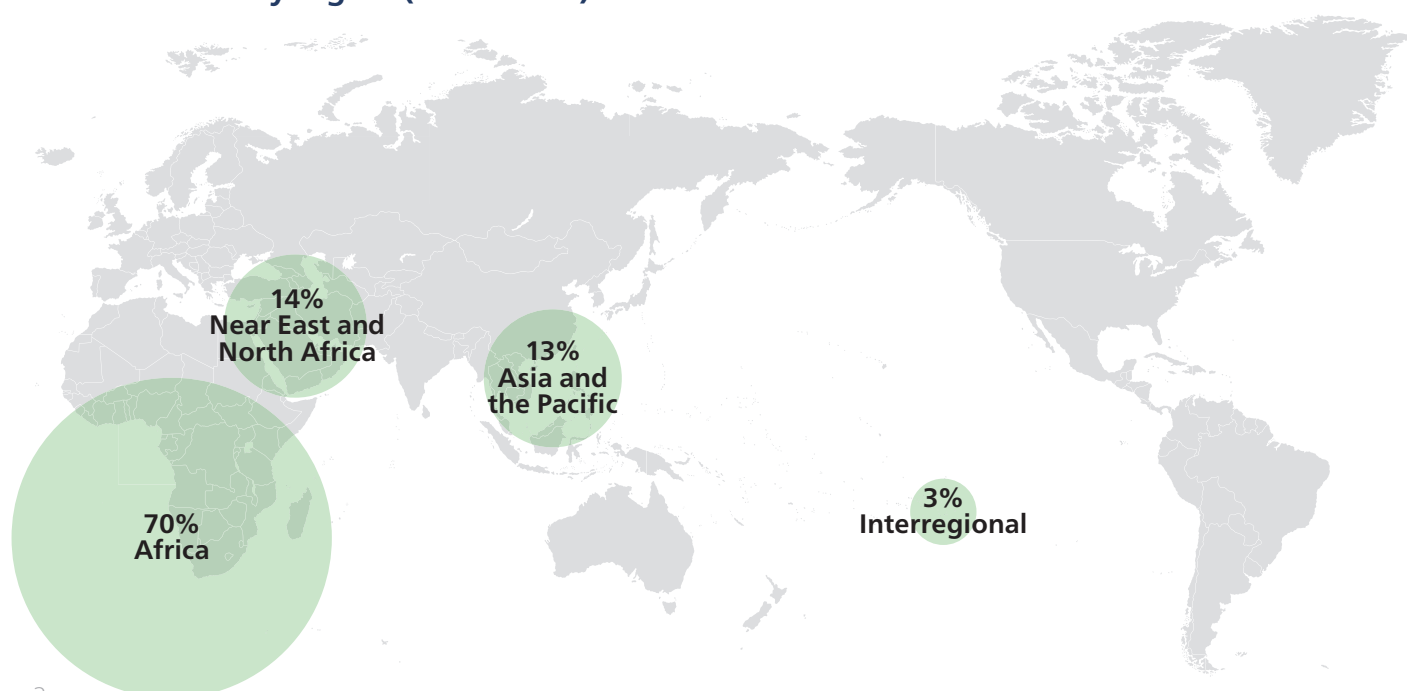 14%
Near East and
North Africa
13%
Asia and
the Pacific
70%
Africa
3%
Interregional